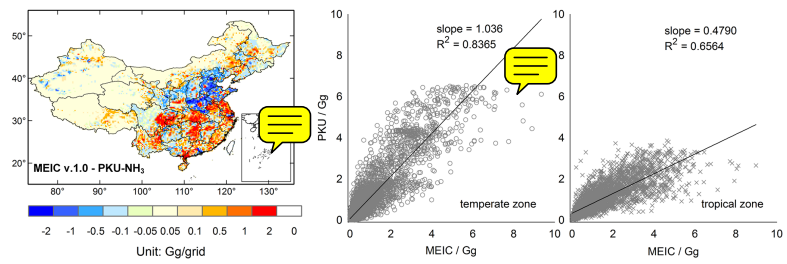 50°
40°
30°
20°
MEIC v.1.0 - PKU-NH3
80° 90° 100° 110° 120° 130°
-2 -1 -0.5 -0.1 -0.05 0.05 0.1 0.5 1 2 0
Unit: Gg/grid
10
8
6
4
2
0
PKU / Gg
slope = 1.036
R2 = 0.8365
temperate zone
0 2 4 6 8 10
MEIC / Gg
10
8
6
4
2
0
slope = 0.4790
R2 = 0.6564
tropical zone
0 2 4 6 8 10
MEIC / Gg